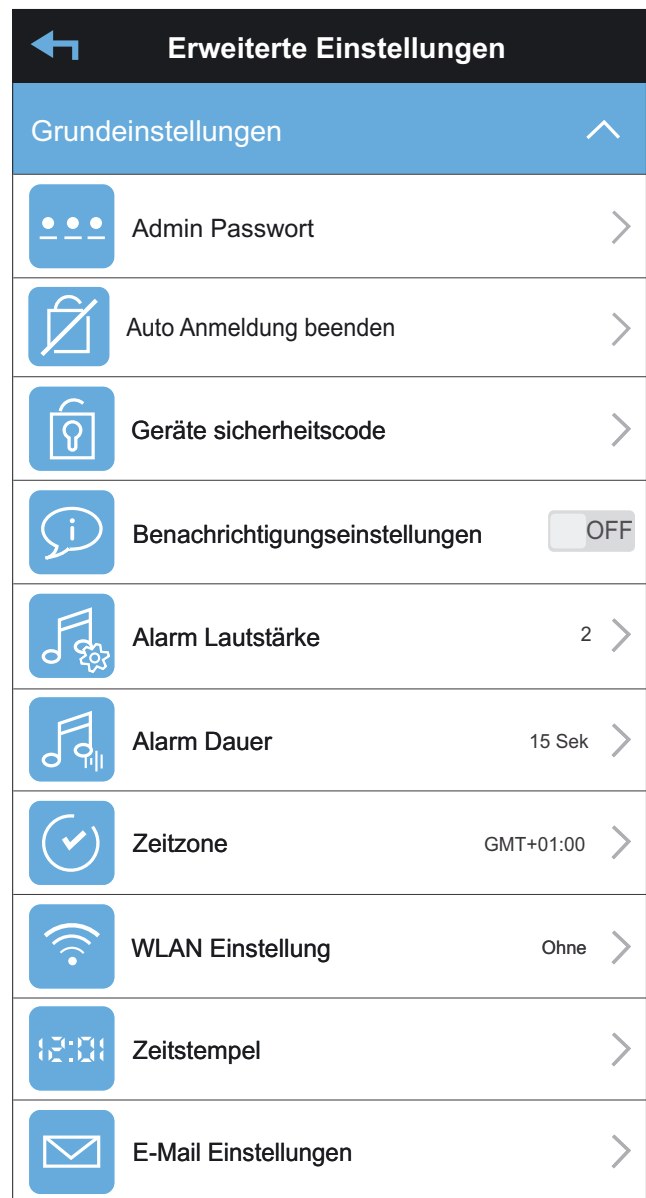 Erweiterte Einstellungen
Grundeinstellungen
Admin Passwort
Auto Anmeldung beenden
Geräte sicherheitscode
Benachrichtigungseinstellungen OFF
Alarm Lautstärke 2
Alarm Dauer 15 Sek
Zeitzone GMT+01:00
WLAN Einstellung Ohne
12:01 Zeitstempel
E-Mail Einstellungen